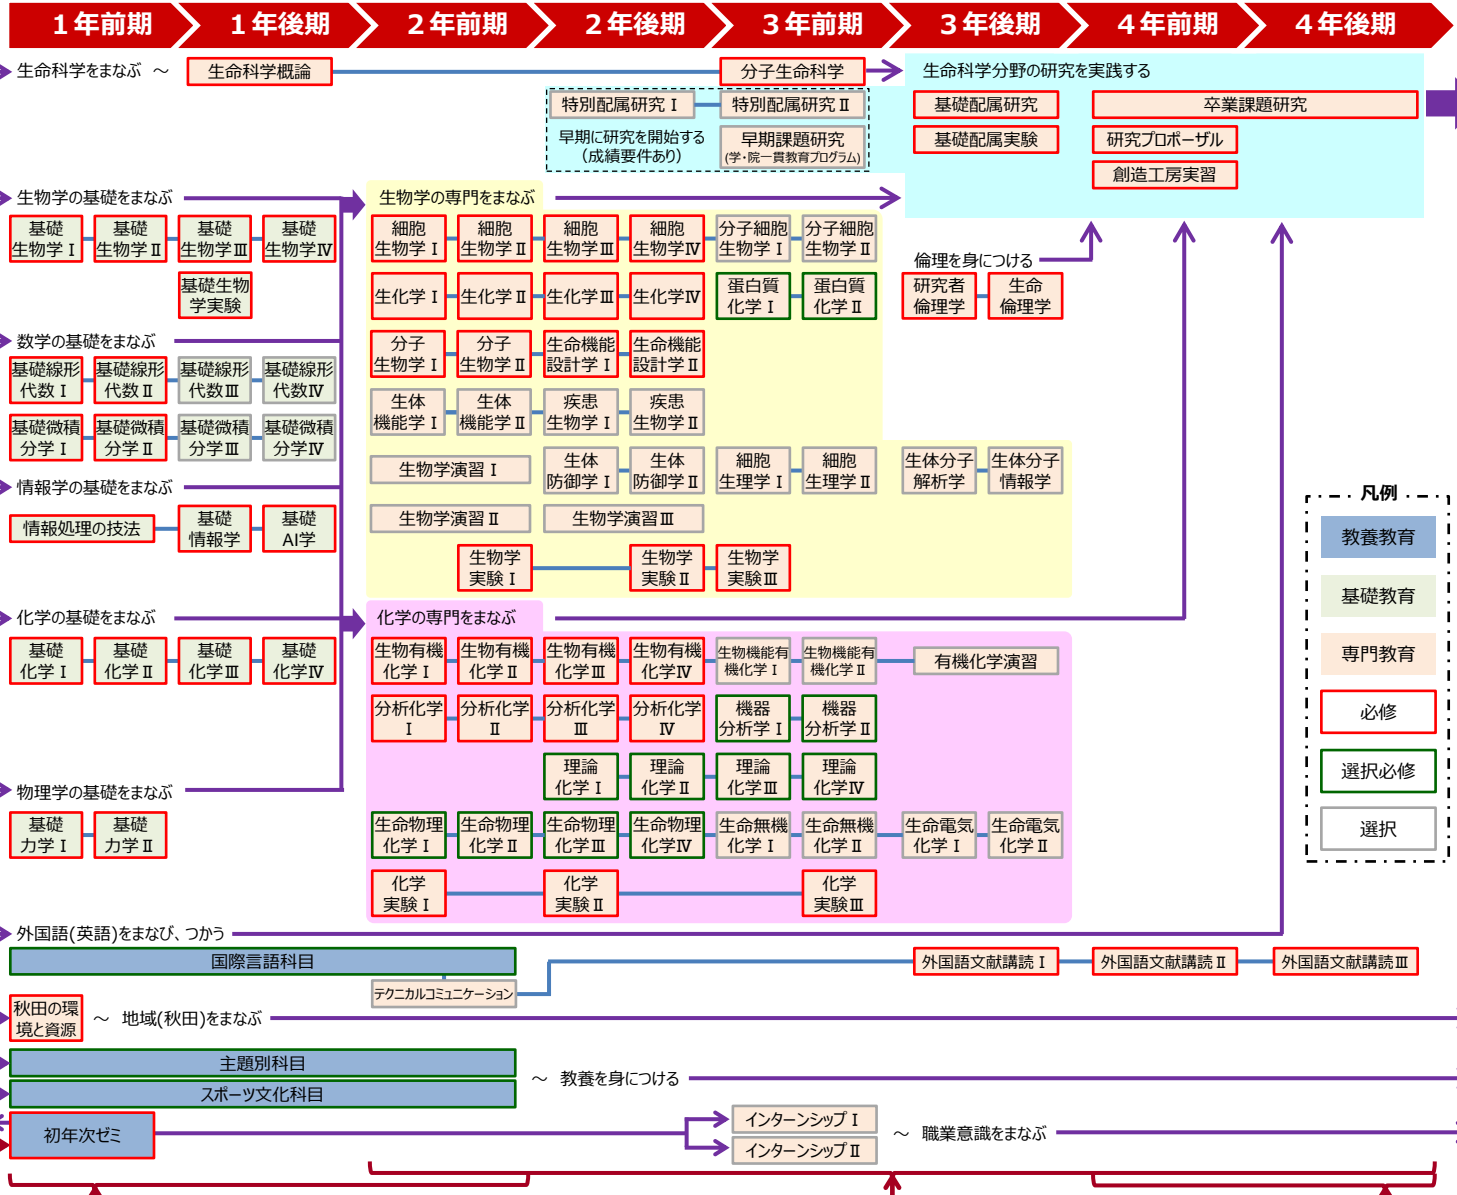 １年前期
１年後期
２年前期
２年後期
３年前期
３年後期
４年前期
４年後期
生命科学をまなぶ ～
生命科学概論
分子生命科学
生命科学分野の研究を実践する
特別配属研究Ⅰ
特別配属研究Ⅱ
基礎配属研究
卒業課題研究
早期に研究を開始する
（成績要件あり）
早期課題研究
(学・院一貫教育プログラム)
基礎配属実験
研究プロポーザル
創造工房実習
生物学の基礎をまなぶ
基礎
生物学Ⅰ
基礎
生物学Ⅱ
基礎
生物学Ⅲ
基礎
生物学Ⅳ
基礎生物
学実験
生物学の専門をまなぶ
細胞
生物学Ⅰ
細胞
生物学Ⅱ
細胞
生物学Ⅲ
細胞
生物学Ⅳ
分子細胞
生物学Ⅰ
分子細胞
生物学Ⅱ
生化学Ⅰ
生化学Ⅱ
生化学Ⅲ
生化学Ⅳ
蛋白質
化学Ⅰ
蛋白質
化学Ⅱ
倫理を身につける
研究者
倫理学
生命
倫理学
数学の基礎をまなぶ
基礎線形
代数Ⅰ
基礎線形
代数Ⅱ
基礎線形
代数Ⅲ
基礎線形
代数Ⅳ
基礎微積
分学Ⅰ
基礎微積
分学Ⅱ
基礎微積
分学Ⅲ
基礎微積
分学Ⅳ
分子
生物学Ⅰ
分子
生物学Ⅱ
生命機能
設計学Ⅰ
生命機能
設計学Ⅱ
生体
機能学Ⅰ
生体
機能学Ⅱ
疾患
生物学Ⅰ
疾患
生物学Ⅱ
生物学演習Ⅰ
生体
防御学Ⅰ
生体
防御学Ⅱ
細胞
生理学Ⅰ
細胞
生理学Ⅱ
生体分子
解析学
生体分子
情報学
情報学の基礎をまなぶ
情報処理の技法
基礎
情報学
基礎
AI学
生物学演習Ⅱ
生物学演習Ⅲ
生物学
実験Ⅰ
生物学
実験Ⅱ
生物学
実験Ⅲ
凡例
教養教育
基礎教育
専門教育
必修
選択必修
選択
化学の基礎をまなぶ
基礎
化学Ⅰ
基礎
化学Ⅱ
基礎
化学Ⅲ
基礎
化学Ⅳ
化学の専門をまなぶ
生物有機
化学Ⅰ
生物有機
化学Ⅱ
生物有機
化学Ⅲ
生物有機
化学Ⅳ
生物機能有
機化学Ⅰ
生物機能有
機化学Ⅱ
有機化学演習
分析化学
Ⅰ
分析化学
Ⅱ
分析化学
Ⅲ
分析化学
Ⅳ
機器
分析学Ⅰ
機器
分析学Ⅱ
理論
化学Ⅰ
理論
化学Ⅱ
理論
化学Ⅲ
理論
化学Ⅳ
物理学の基礎をまなぶ
基礎
力学Ⅰ
基礎
力学Ⅱ
生命物理
化学Ⅰ
生命物理
化学Ⅱ
生命物理
化学Ⅲ
生命物理
化学Ⅳ
生命無機
化学Ⅰ
生命無機
化学Ⅱ
生命電気
化学Ⅰ
生命電気
化学Ⅱ
化学
実験Ⅰ
化学
実験Ⅱ
化学
実験Ⅲ
外国語(英語)をまなび、つかう
国際言語科目
テクニカルコミュニケーション
外国語文献講読Ⅰ
外国語文献講読Ⅱ
外国語文献講読Ⅲ
秋田の環
境と資源
～ 地域(秋田)をまなぶ
主題別科目
スポーツ文化科目
～ 教養を身につける
初年次ゼミ
インターンシップⅠ
インターンシップⅡ
～ 職業意識をまなぶ